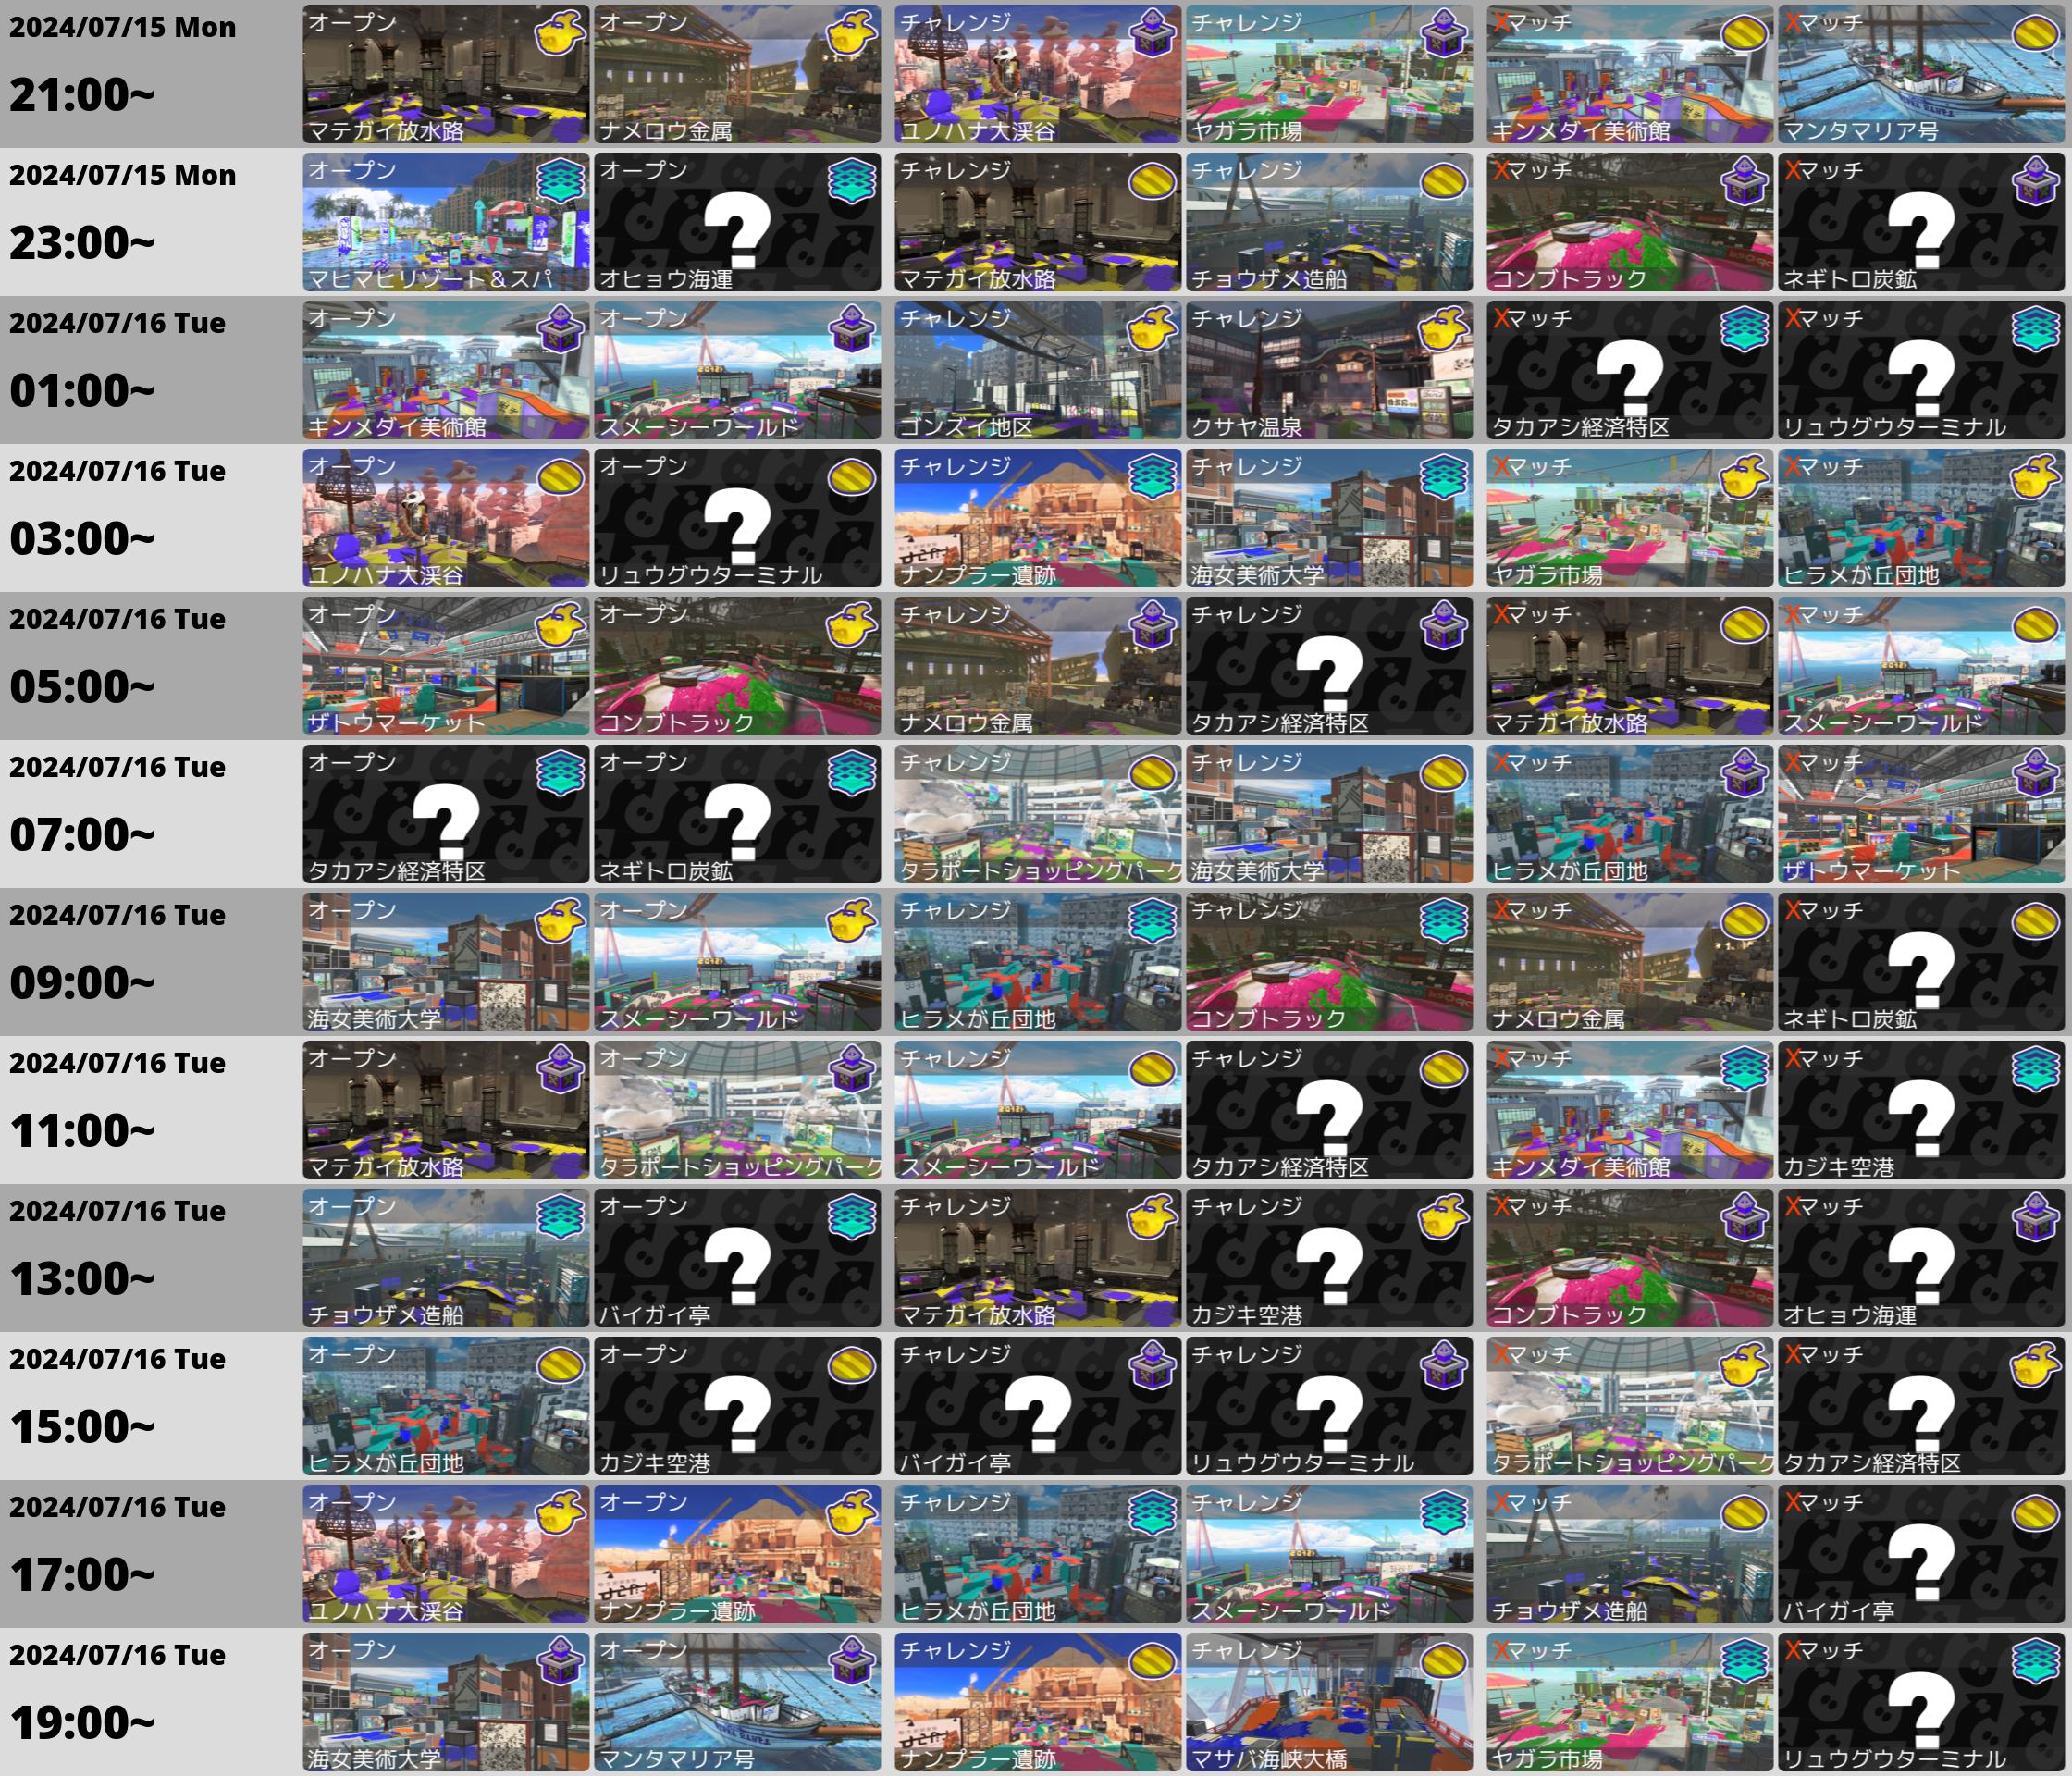 2024/07/15 Mon
21:00~
オープン
マテガイ放水路
オープン
ナメロウ金属
チャレンジ
ユノハナ大渓谷
チャレンジ
ヤガラ市場
Xマッチ
キンメダイ美術館
Xマッチ
マンタマリア号
2024/07/15 Mon
23:00~
オープン
マヒマヒリゾート&スパ
オープン
?
オヒョウ海運
チャレンジ
マテガイ放水路
チャレンジ
チョウザメ造船
Xマッチ
コンブトラック
Xマッチ
?
ネギトロ炭鉱
2024/07/16 Tue
01:00~
オープン
キンメダイ美術館
オープン
スメーシーワールド
チャレンジ
ゴンズイ地区
チャレンジ
クサヤ温泉
Xマッチ
?
タカアシ経済特区
Xマッチ
?
リュウグウターミナル
2024/07/16 Tue
03:00~
オープン
ユノハナ大渓谷
オープン
?
リュウグウターミナル
チャレンジ
ナンプラー遺跡
チャレンジ
海女美術大学
Xマッチ
ヤガラ市場
Xマッチ
ヒラメが丘団地
2024/07/16 Tue
05:00~
オープン
ザトウマーケット
オープン
コンブトラック
チャレンジ
ナメロウ金属
チャレンジ
?
タカアシ経済特区
Xマッチ
マテガイ放水路
Xマッチ
スメーシーワールド
2024/07/16 Tue
07:00~
オープン
?
タカアシ経済特区
オープン
?
ネギトロ炭鉱
チャレンジ
タラポートショッピングパーク
チャレンジ
海女美術大学
Xマッチ
ヒラメが丘団地
Xマッチ
ザトウマーケット
2024/07/16 Tue
09:00~
オープン
海女美術大学
オープン
スメーシーワールド
チャレンジ
ヒラメが丘団地
チャレンジ
コンブトラック
Xマッチ
ナメロウ金属
Xマッチ
?
ネギトロ炭鉱
2024/07/16 Tue
11:00~
オープン
マテガイ放水路
オープン
タラポートショッピングパーク
チャレンジ
スメーシーワールド
チャレンジ
?
タカアシ経済特区
Xマッチ
キンメダイ美術館
Xマッチ
?
カジキ空港
2024/07/16 Tue
13:00~
オープン
チョウザメ造船
オープン
?
バイガイ亭
チャレンジ
マテガイ放水路
チャレンジ
?
カジキ空港
Xマッチ
コンブトラック
Xマッチ
?
オヒョウ海運
2024/07/16 Tue
15:00~
オープン
ヒラメが丘団地
オープン
?
カジキ空港
チャレンジ
?
バイガイ亭
チャレンジ
?
リュウグウターミナル
Xマッチ
タラポートショッピングパーク
Xマッチ
?
タカアシ経済特区
2024/07/16 Tue
17:00~
オープン
ユノハナ大渓谷
オープン
ナンプラー遺跡
チャレンジ
ヒラメが丘団地
チャレンジ
スメーシーワールド
Xマッチ
チョウザメ造船
Xマッチ
?
バイガイ亭
2024/07/16 Tue
19:00~
オープン
海女美術大学
オープン
マンタマリア号
チャレンジ
ナンプラー遺跡
チャレンジ
マサバ海峡大橋
Xマッチ
ヤガラ市場
Xマッチ
?
リュウグウターミナル